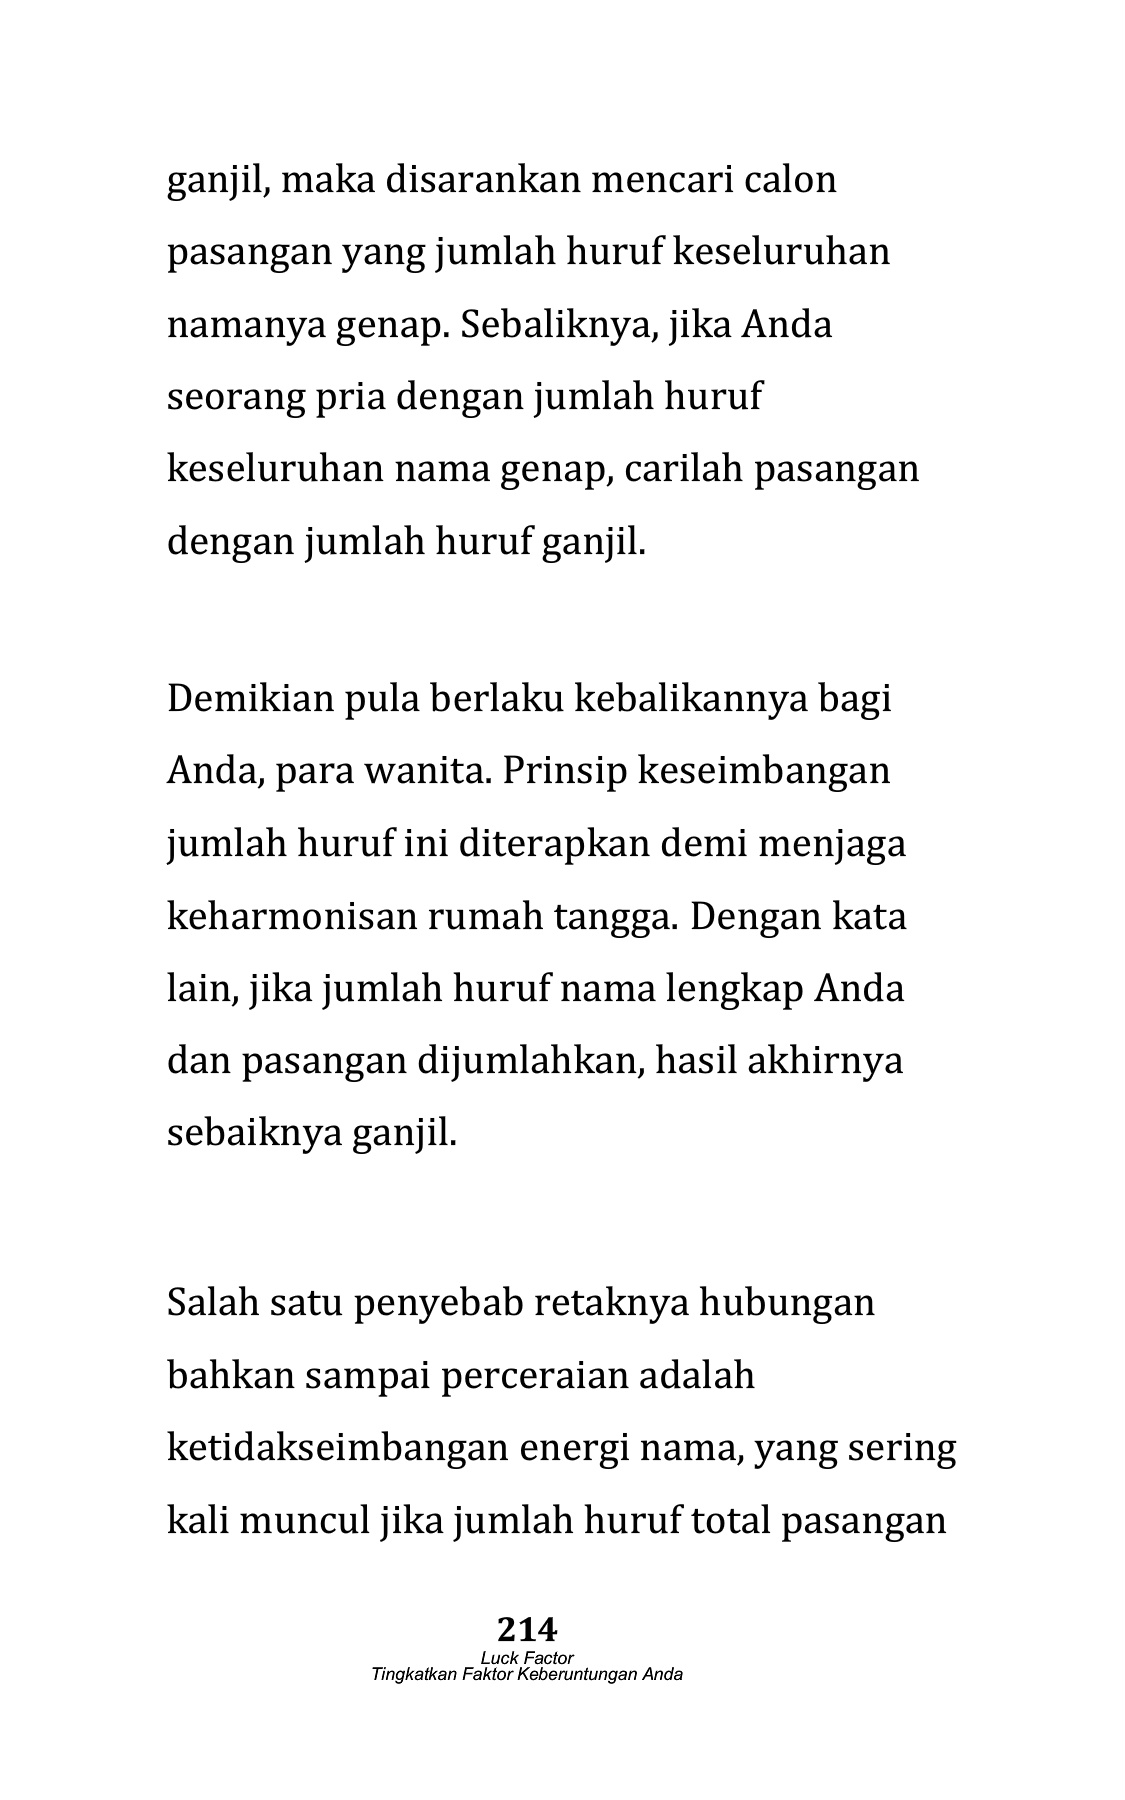 ganjil, maka disarankan mencari calon
pasangan yang jumlah huruf keseluruhan
namanya genap. Sebaliknya, jika Anda
seorang pria dengan jumlah huruf
keseluruhan nama genap, carilah pasangan
dengan jumlah huruf ganjil.
Demikian pula berlaku kebalikannya bagi
Anda, para wanita. Prinsip keseimbangan
jumlah huruf ini diterapkan demi menjaga
keharmonisan rumah tangga. Dengan kata
lain, jika jumlah huruf nama lengkap Anda
dan pasangan dijumlahkan, hasil akhirnya
sebaiknya ganjil.
Salah satu penyebab retaknya hubungan
bahkan sampai perceraian adalah
ketidakseimbangan energi nama, yang sering
kali muncul jika jumlah huruf total pasangan
214
Luck Factor
Tingkatkan Faktor Keberuntungan Anda